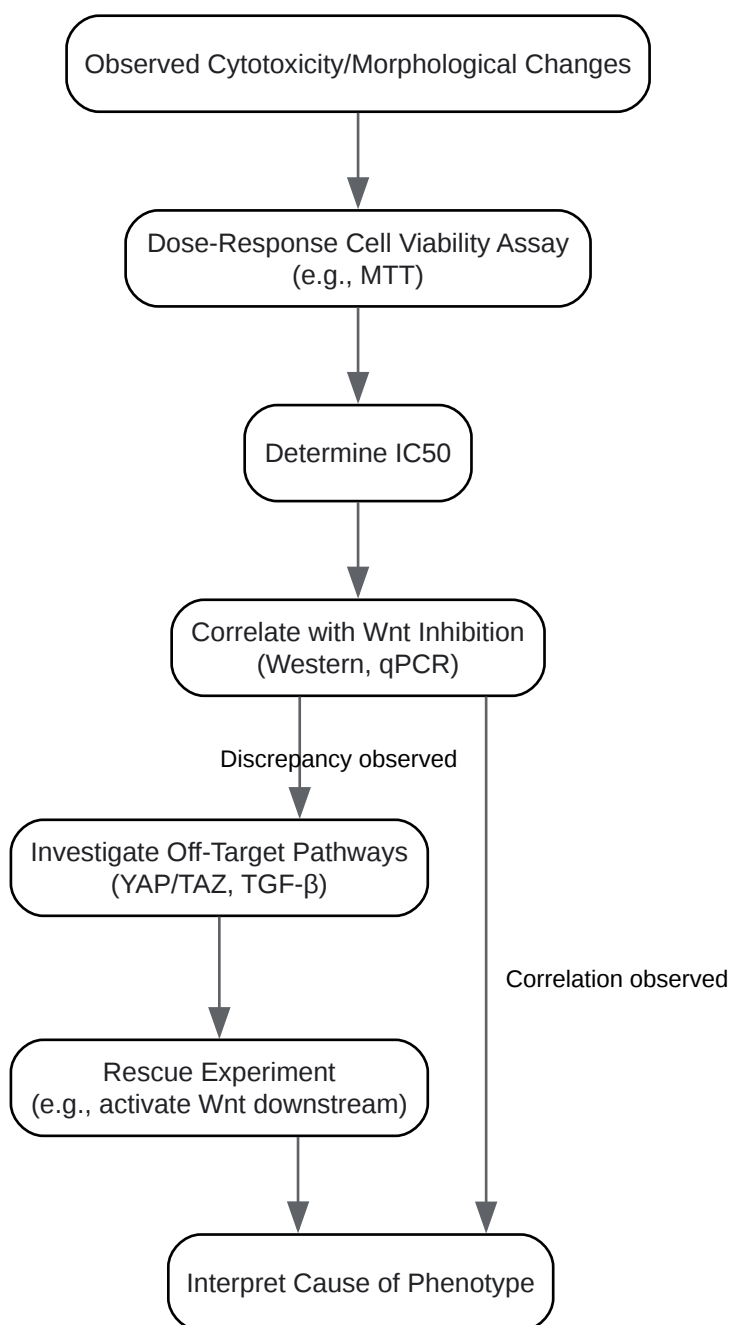 Observed Cytotoxicity/Morphological Changes
Dose-Response Cell Viability Assay
(e.g., MTT)
Determine IC50
Correlate with Wnt Inhibition
(Western, qPCR)
Discrepancy observed
Investigate Off-Target Pathways
(YAP/TAZ, TGF-β)
Correlation observed
Rescue Experiment
(e.g., activate Wnt downstream)
Interpret Cause of Phenotype